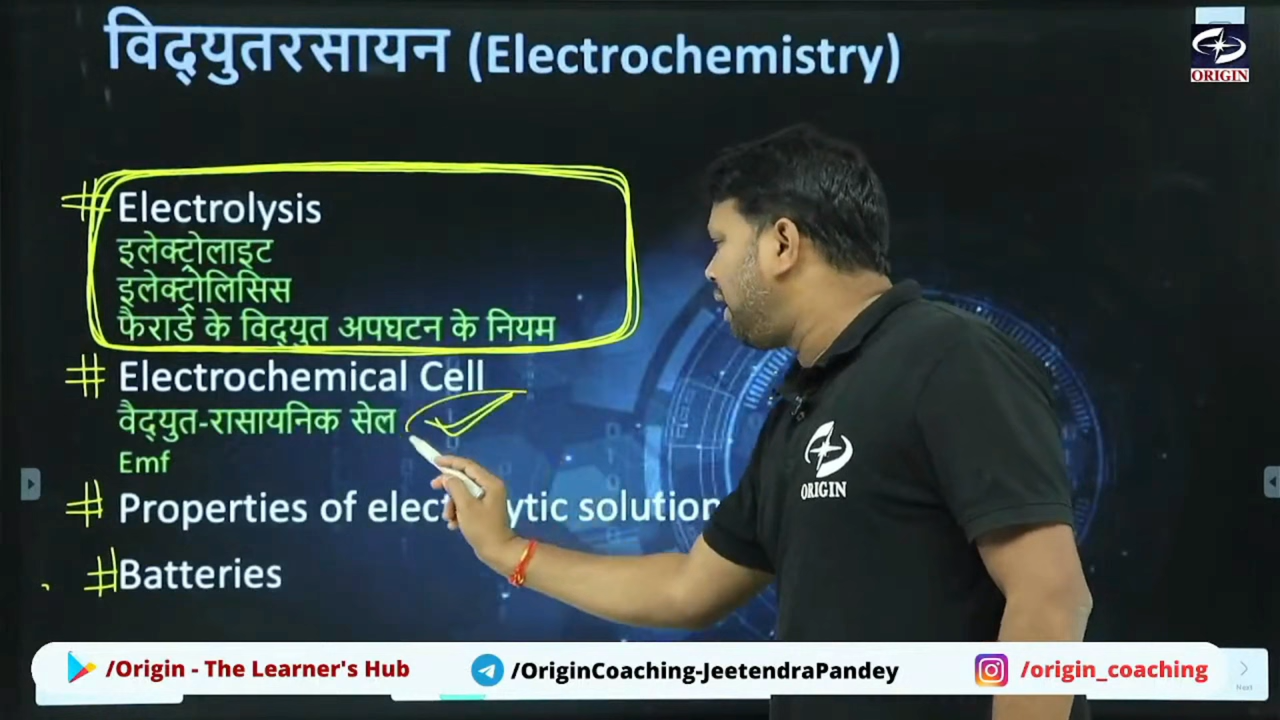 विद्युतरसायन (Electrochemistry)
ORIGIN
# Electrolysis
इलेक्ट्रोलाइट
इलेक्ट्रोलिसिस
फैराडे के विद्युत अपघटन के नियम
# Electrochemical Cell
वैद्युत-रासायनिक सेल
Emf
ORIGIN
# Properties of elec ytic solution
# Batteries
/Origin - The Learner's Hub
/OriginCoaching-JeetendraPandey
/origin_coaching
Next